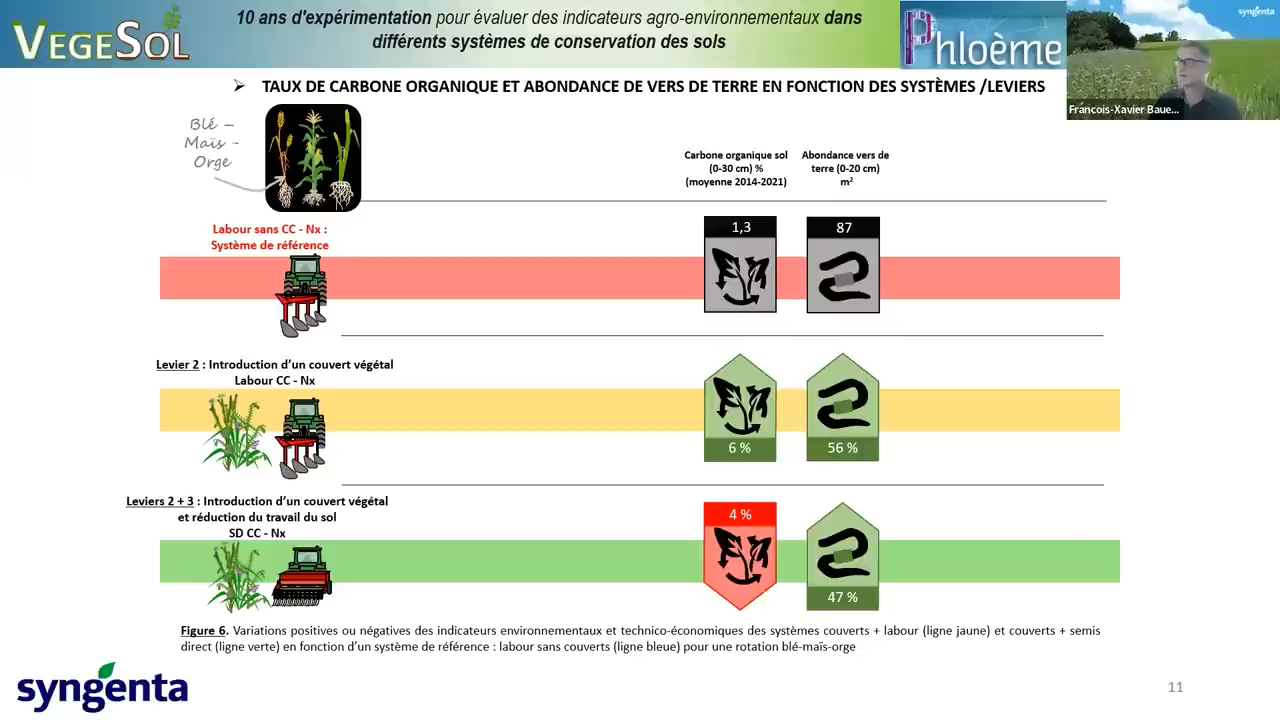 VEGESOL
10 ans d'expérimentation pour évaluer des indicateurs agro-environnementaux dans
différents systèmes de conservation des sols
Phloème
syngenta
Francois-Xavier Baue...
➢ TAUX DE CARBONE ORGANIQUE ET ABONDANCE DE VERS DE TERRE EN FONCTION DES SYSTÈMES /LEVIERS
Blé –
Maïs -
Orge
Carbone organique sol
(0-30 cm) %
(moyenne 2014-2021)
Abondance vers de
terre (0-20 cm)
m²
Labour sans CC - Nx :
Système de référence
1,3
87
Levier 2 : Introduction d’un couvert végétal
Labour CC - Nx
6 %
56 %
Leviers 2 + 3 : Introduction d’un couvert végétal
et réduction du travail du sol
SD CC - Nx
4 %
47 %
Figure 6. Variations positives ou négatives des indicateurs environnementaux et technico-économiques des systèmes couverts + labour (ligne jaune) et couverts + semis
direct (ligne verte) en fonction d’un système de référence : labour sans couverts (ligne bleue) pour une rotation blé-maïs-orge
syngenta
11